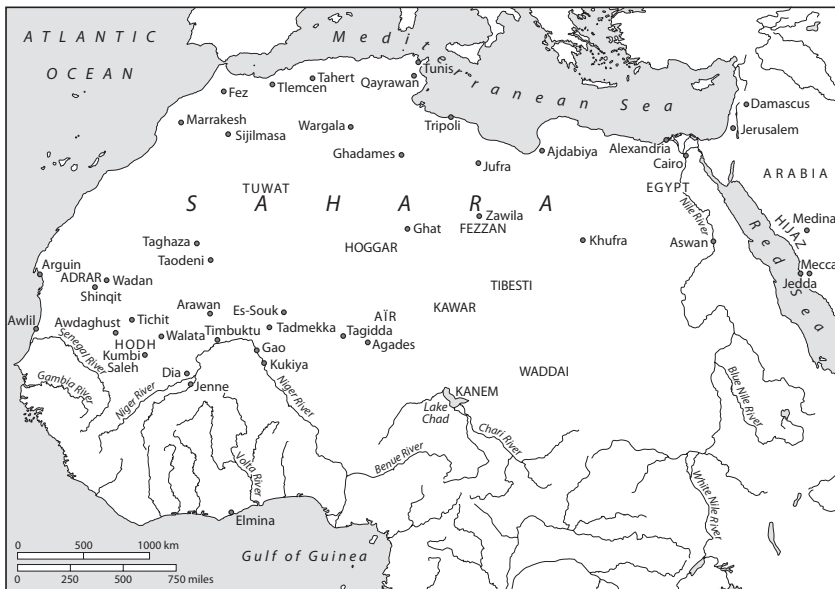 ATLANTIC
OCEAN
Mediterranean Sea
Tunis
Tahert
Qayrawan
Tlemcen
Fez
Damascus
Marrakesh
Sijilmasa
Wargala
Tripoli
Jerusalem
Alexandria
Ghadames
Ajdabiya
Cairo
Jufra
ARABIA
TUWAT
EGYPT
SAHARA
Nile River
Zawila
FEZZAN
Medina
HIJAZ
Ghat
Red Sea
Taghaza
HOGGAR
Khufra
Aswan
Taodeni
Arguin
ADRAR
Wadan
Mecca
Jedda
Shinqit
TIBESTI
Arawan
Es-Souk
AÏR
KAWAR
Awlil
Awdaghust
Tichit
Timbuktu
Tadmekka
Tagidda
Walata
Senegal River
HODH
Agades
Kumbi
Saleh
Gao
Kukiya
Dia
WADDAI
Gambia River
Niger River
Jenne
Niger River
KANEM
Blue Nile River
Lake
Chad
Chari River
Benue River
Volta River
White Nile River
Elmina
Gulf of Guinea
0 500 1000 km
0 250 500 750 miles